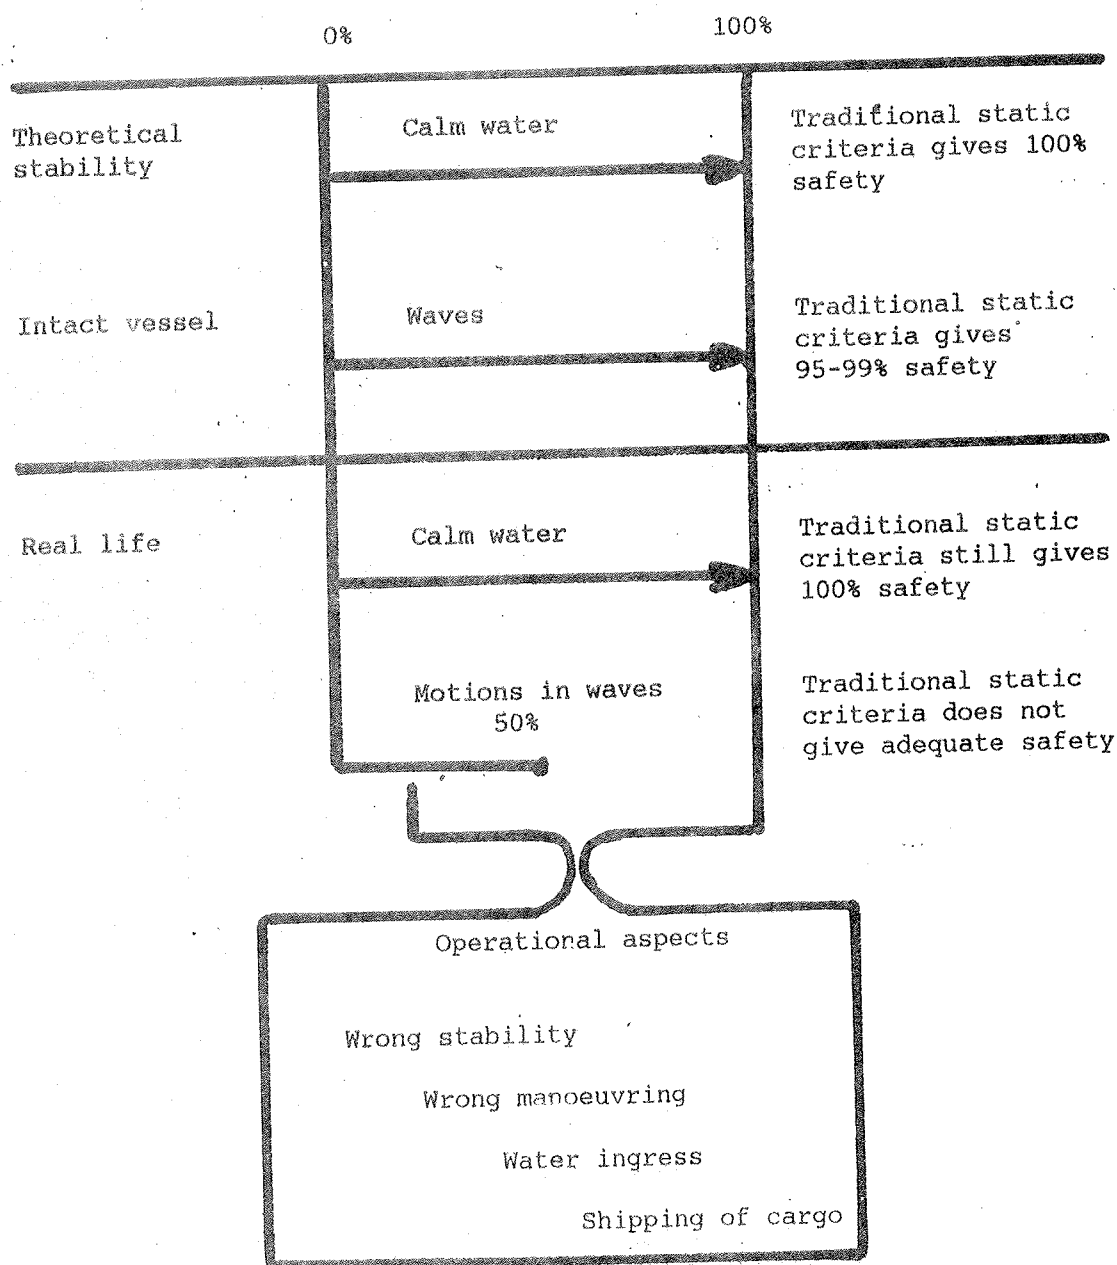 0%
100%
Theoretical
stability
Calm water
Traditional static
criteria gives 100%
safety
Intact vessel
Waves
Traditional static
criteria gives
95-99% safety
Real life
Calm water
Traditional static
criteria still gives
100% safety
Motions in waves
50%
Traditional static
criteria does not
give adequate safety
Operational aspects
Wrong stability
Wrong manoeuvring
Water ingress
Shipping of cargo